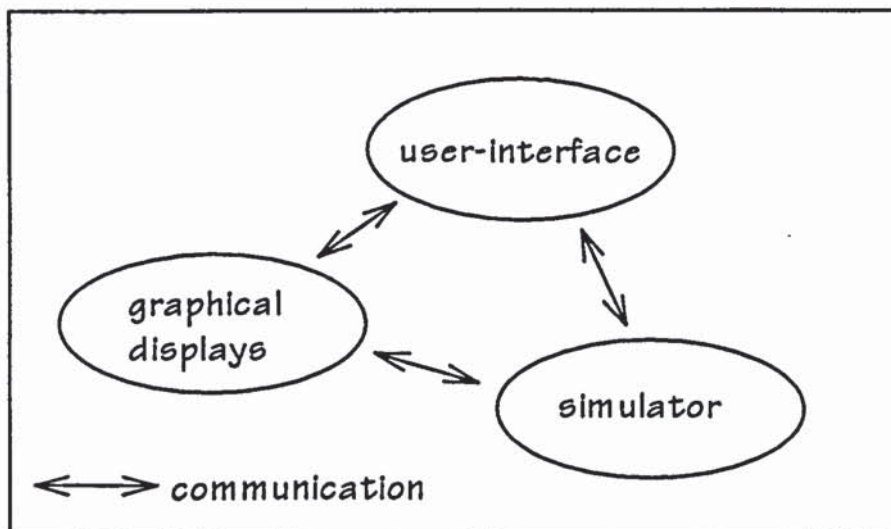 user-interface
graphical
displays
simulator
communication